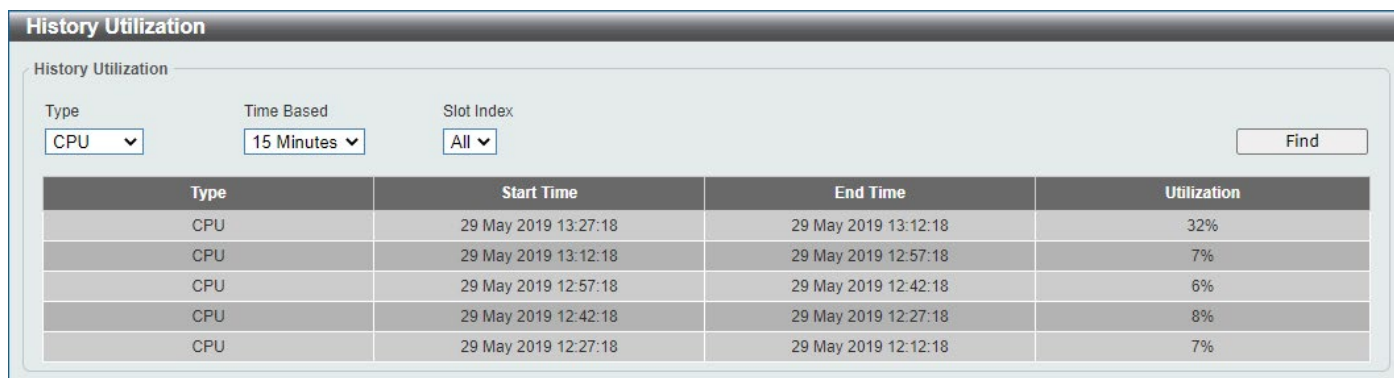 History Utilization
History Utilization
Type Time Based Slot Index
CPU 15 Minutes All Find
Type Start Time End Time Utilization
CPU 29 May 2019 13:27:18 29 May 2019 13:12:18 32%
CPU 29 May 2019 13:12:18 29 May 2019 12:57:18 7%
CPU 29 May 2019 12:57:18 29 May 2019 12:42:18 6%
CPU 29 May 2019 12:42:18 29 May 2019 12:27:18 8%
CPU 29 May 2019 12:27:18 29 May 2019 12:12:18 7%